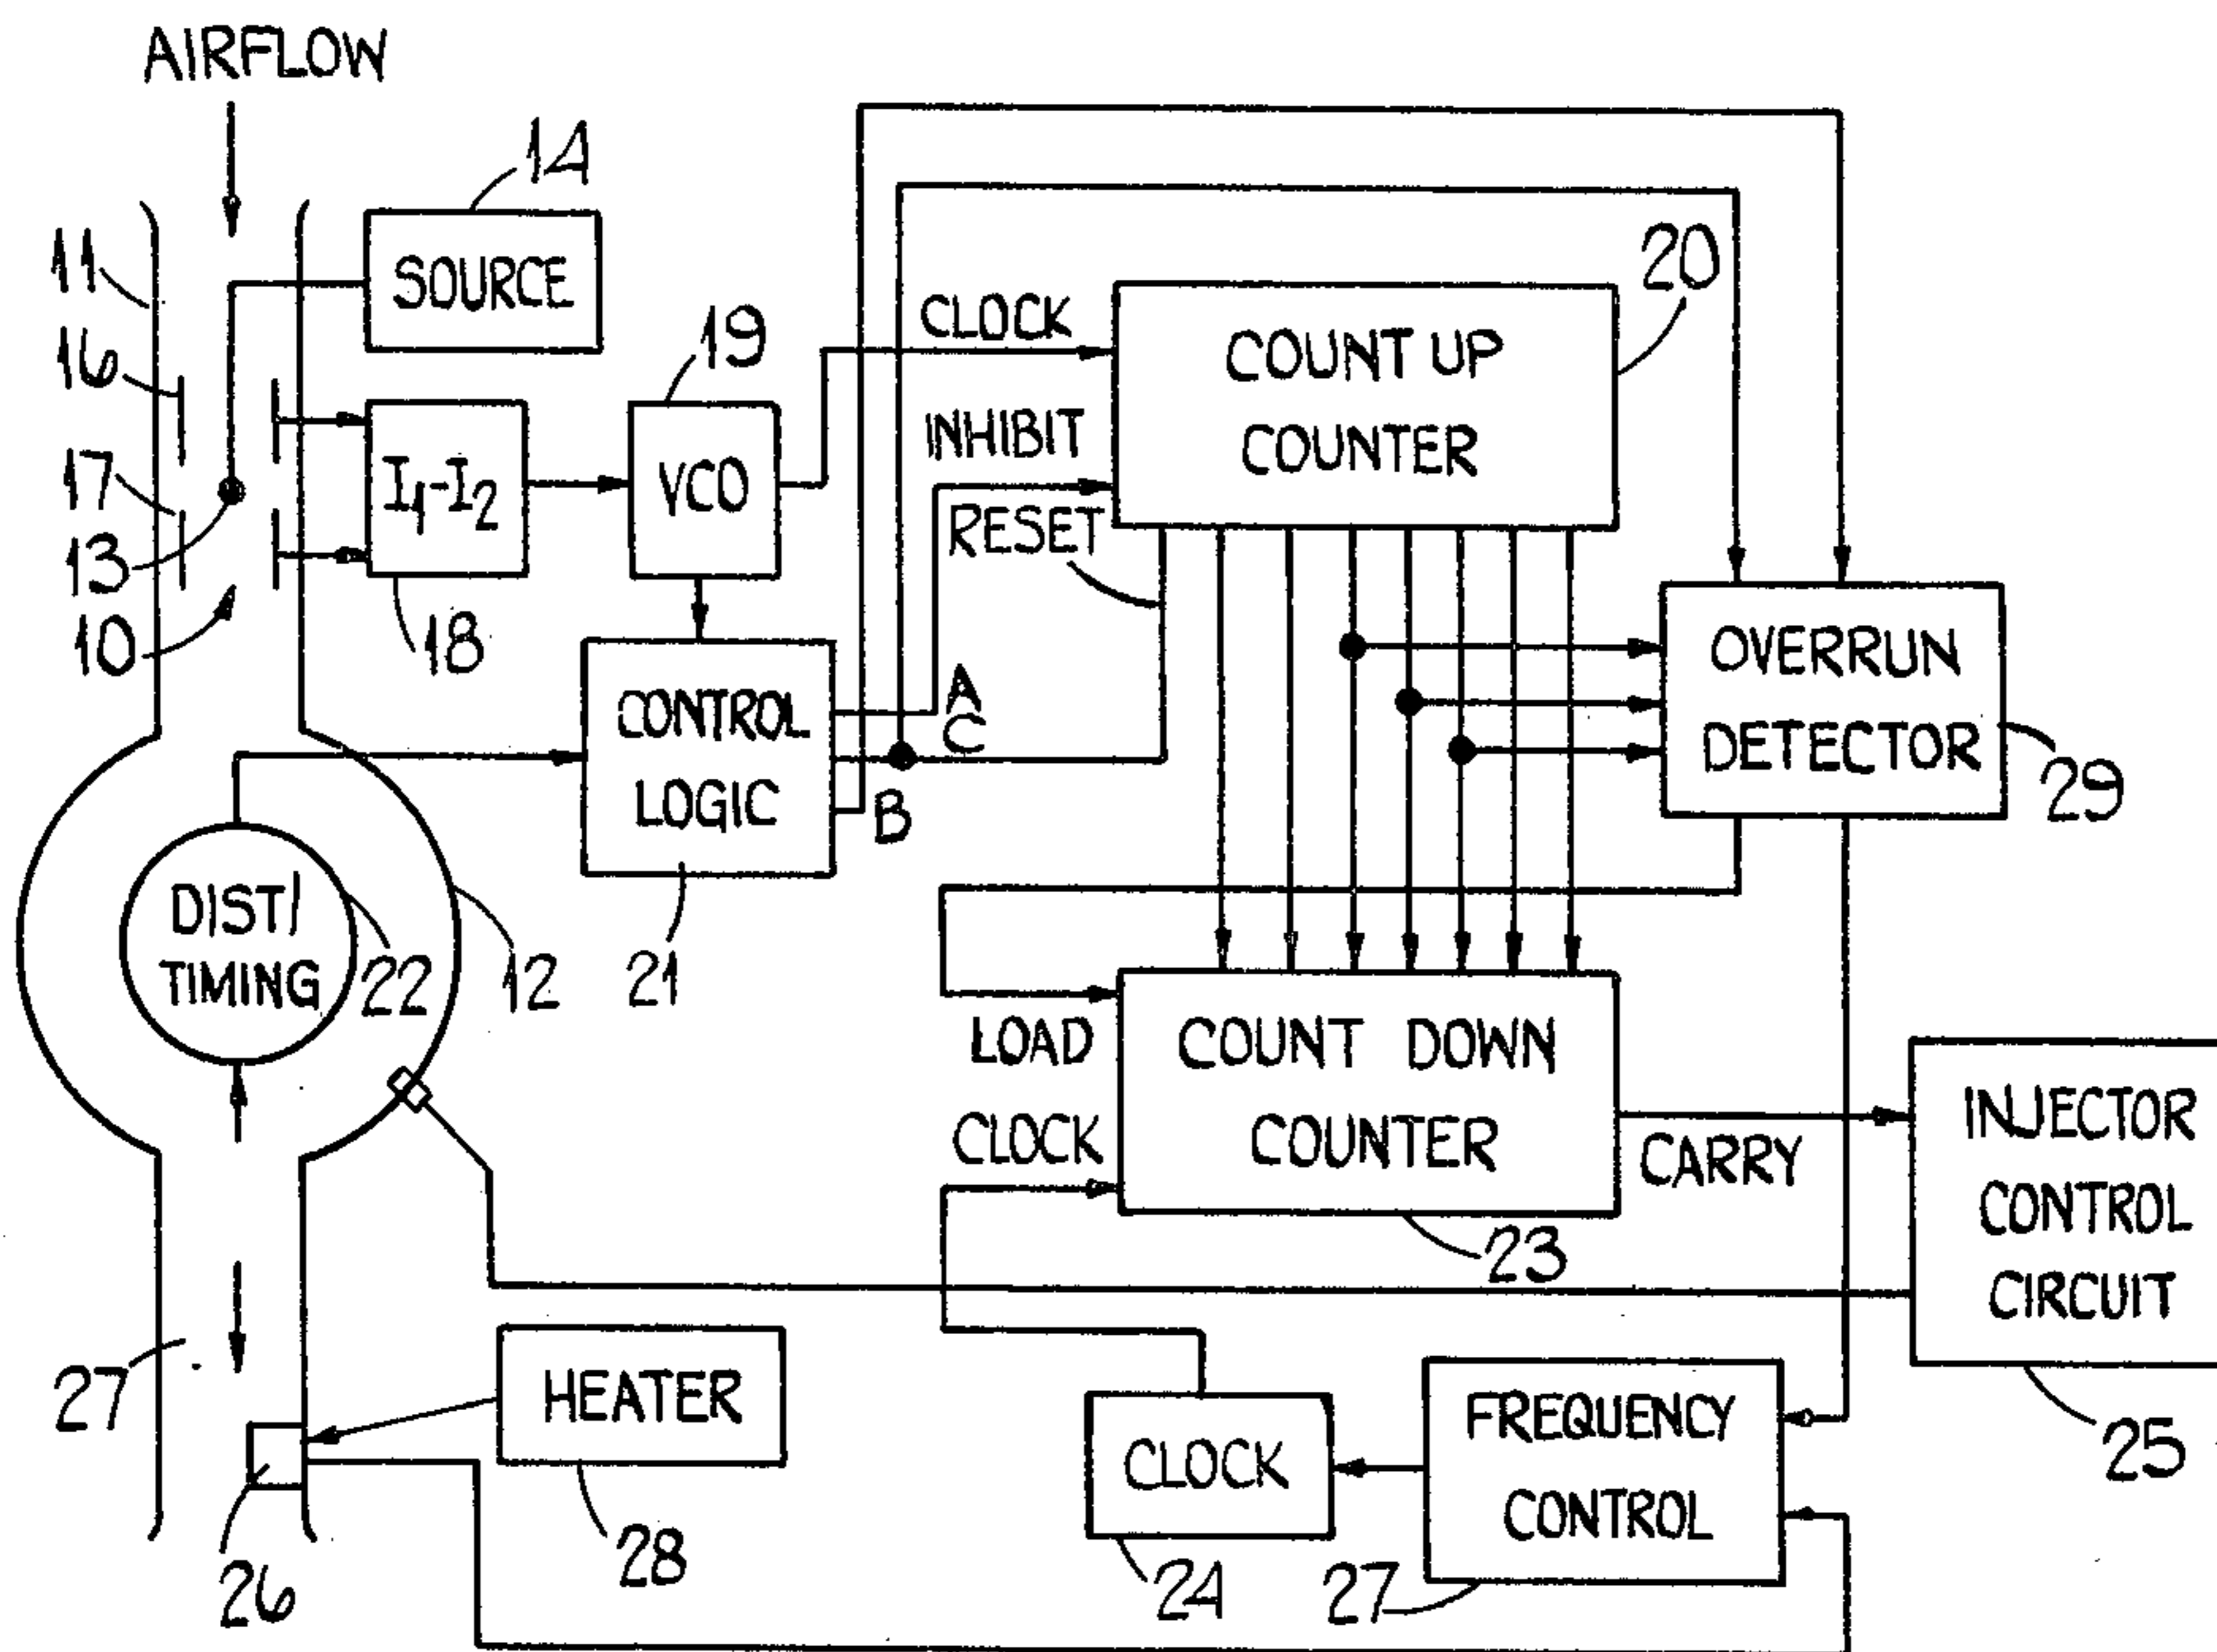 AIRFLOW
14
11
SOURCE
20
16
19
CLOCK
COUNT UP
COUNTER
INHIBIT
17
I1-I2
VCO
RESET
13
10
18
OVERRUN
DETECTOR
29
CONTROL
LOGIC
A
C
B
DIST/
TIMING
22
12
21
LOAD
COUNT DOWN
COUNTER
CLOCK
CARRY
INJECTOR
CONTROL
CIRCUIT
23
27
HEATER
FREQUENCY
CONTROL
CLOCK
25
26
28
24
27